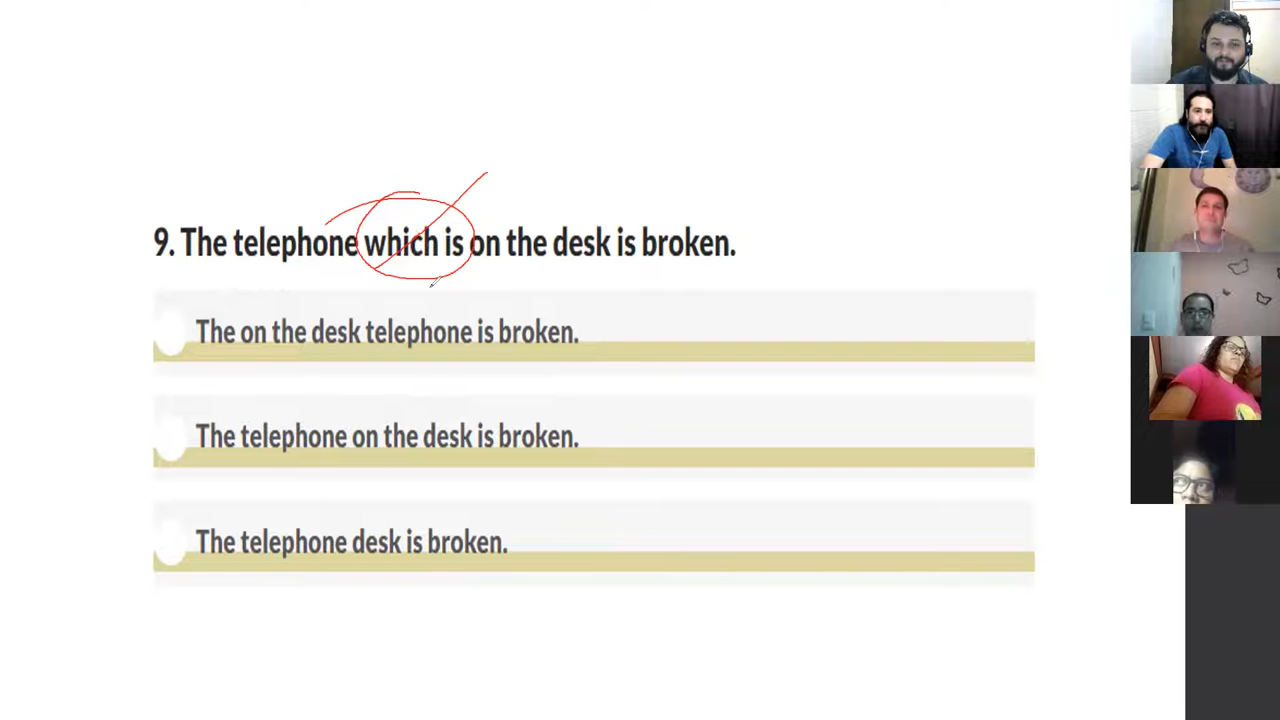 9. The telephone which is on the desk is broken.
The on the desk telephone is broken.
The telephone on the desk is broken.
The telephone desk is broken.